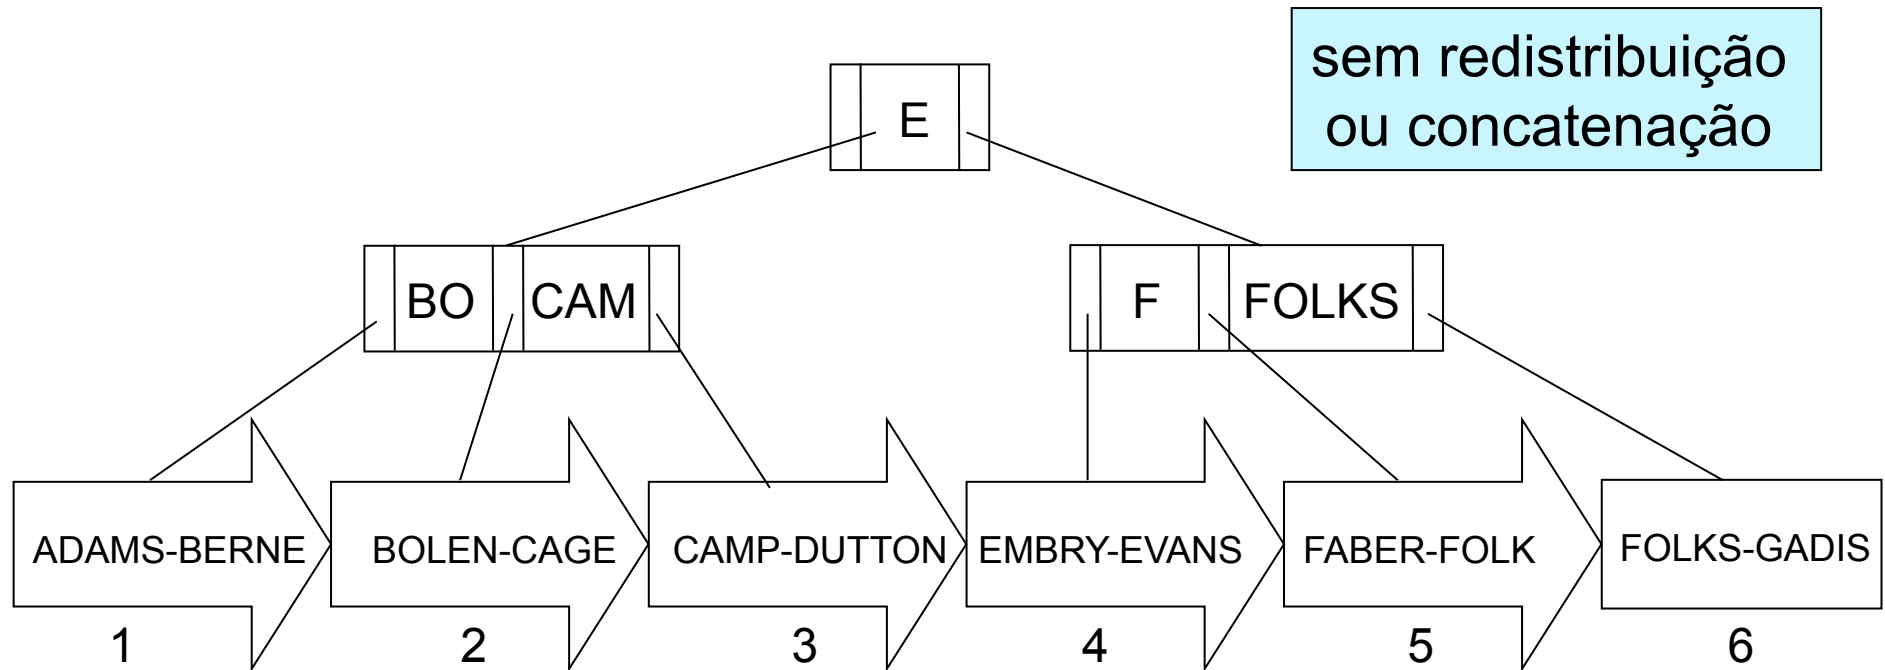 sem redistribuição
ou concatenação
E
BO CAM
F FOLKS
ADAMS-BERNE BOLEN-CAGE CAMP-DUTTON EMBRY-EVANS FABER-FOLK FOLKS-GADIS
1 2 3 4 5 6